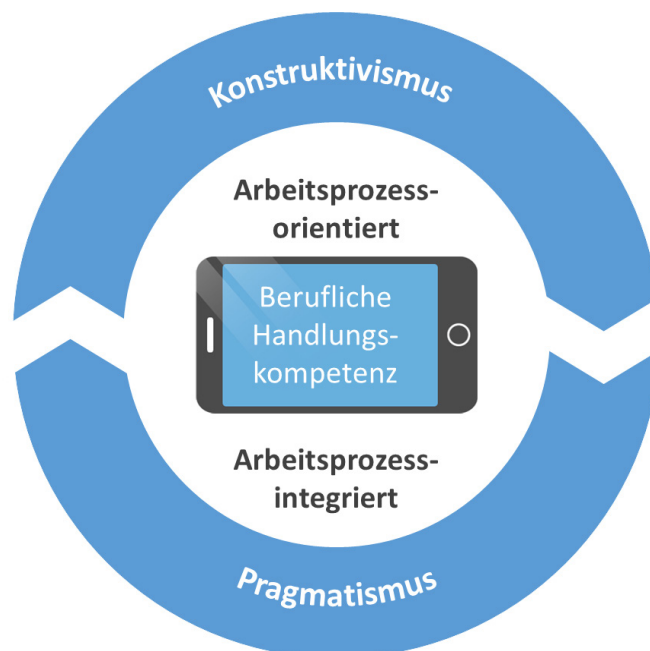 Konstruktivismus
Arbeitsprozess-
orientiert
Berufliche
Handlungs-
kompetenz
Arbeitsprozess-
integriert
Pragmatismus